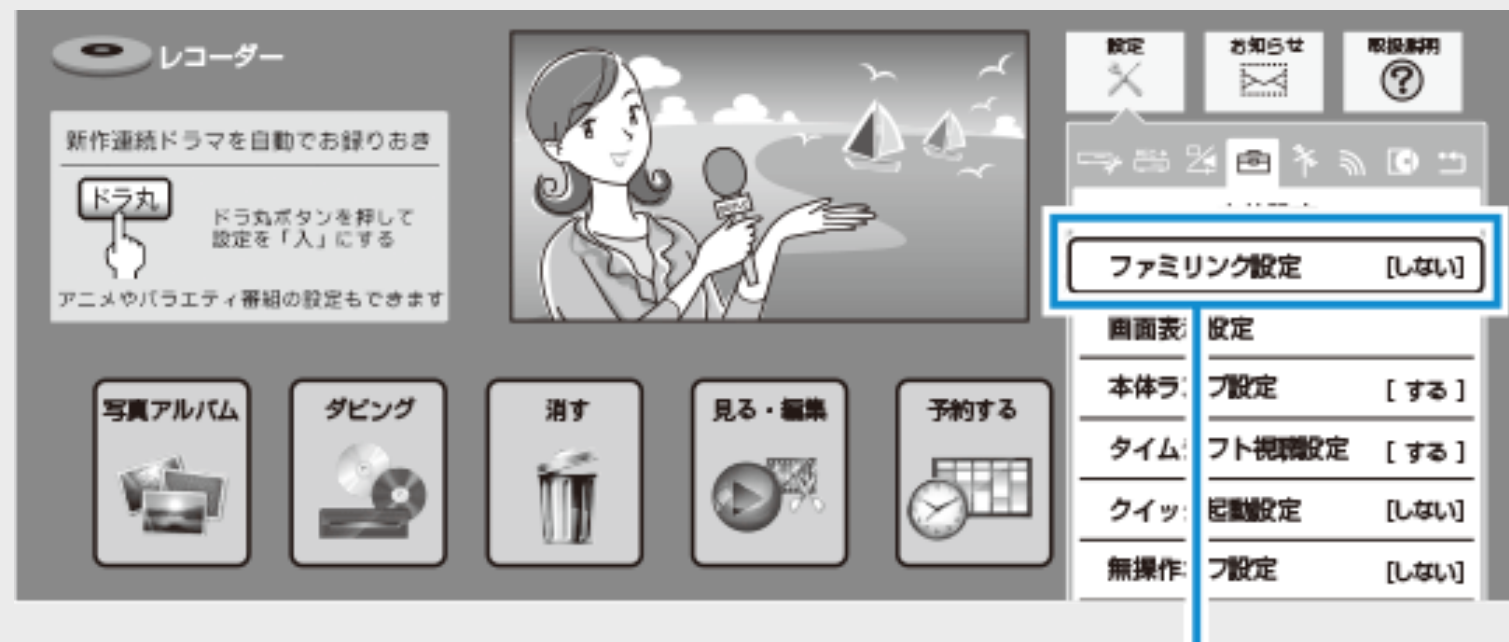 レコーダー
新作連続ドラマを自動でお録りおき
ドラ丸
ドラ丸ボタンを押して
設定を「入」にする
アニメやバラエティ番組の設定もできます
写真アルバム
ダビング
消す
見る・編集
予約する
設定
お知らせ
取扱説明
ファミリンク設定 [しない]
画面表 設定
本体ラ プ設定 [ する ]
タイム フト視聴設定 [ する ]
クイッ 起動設定 [しない]
無操作 フ設定 [しない]